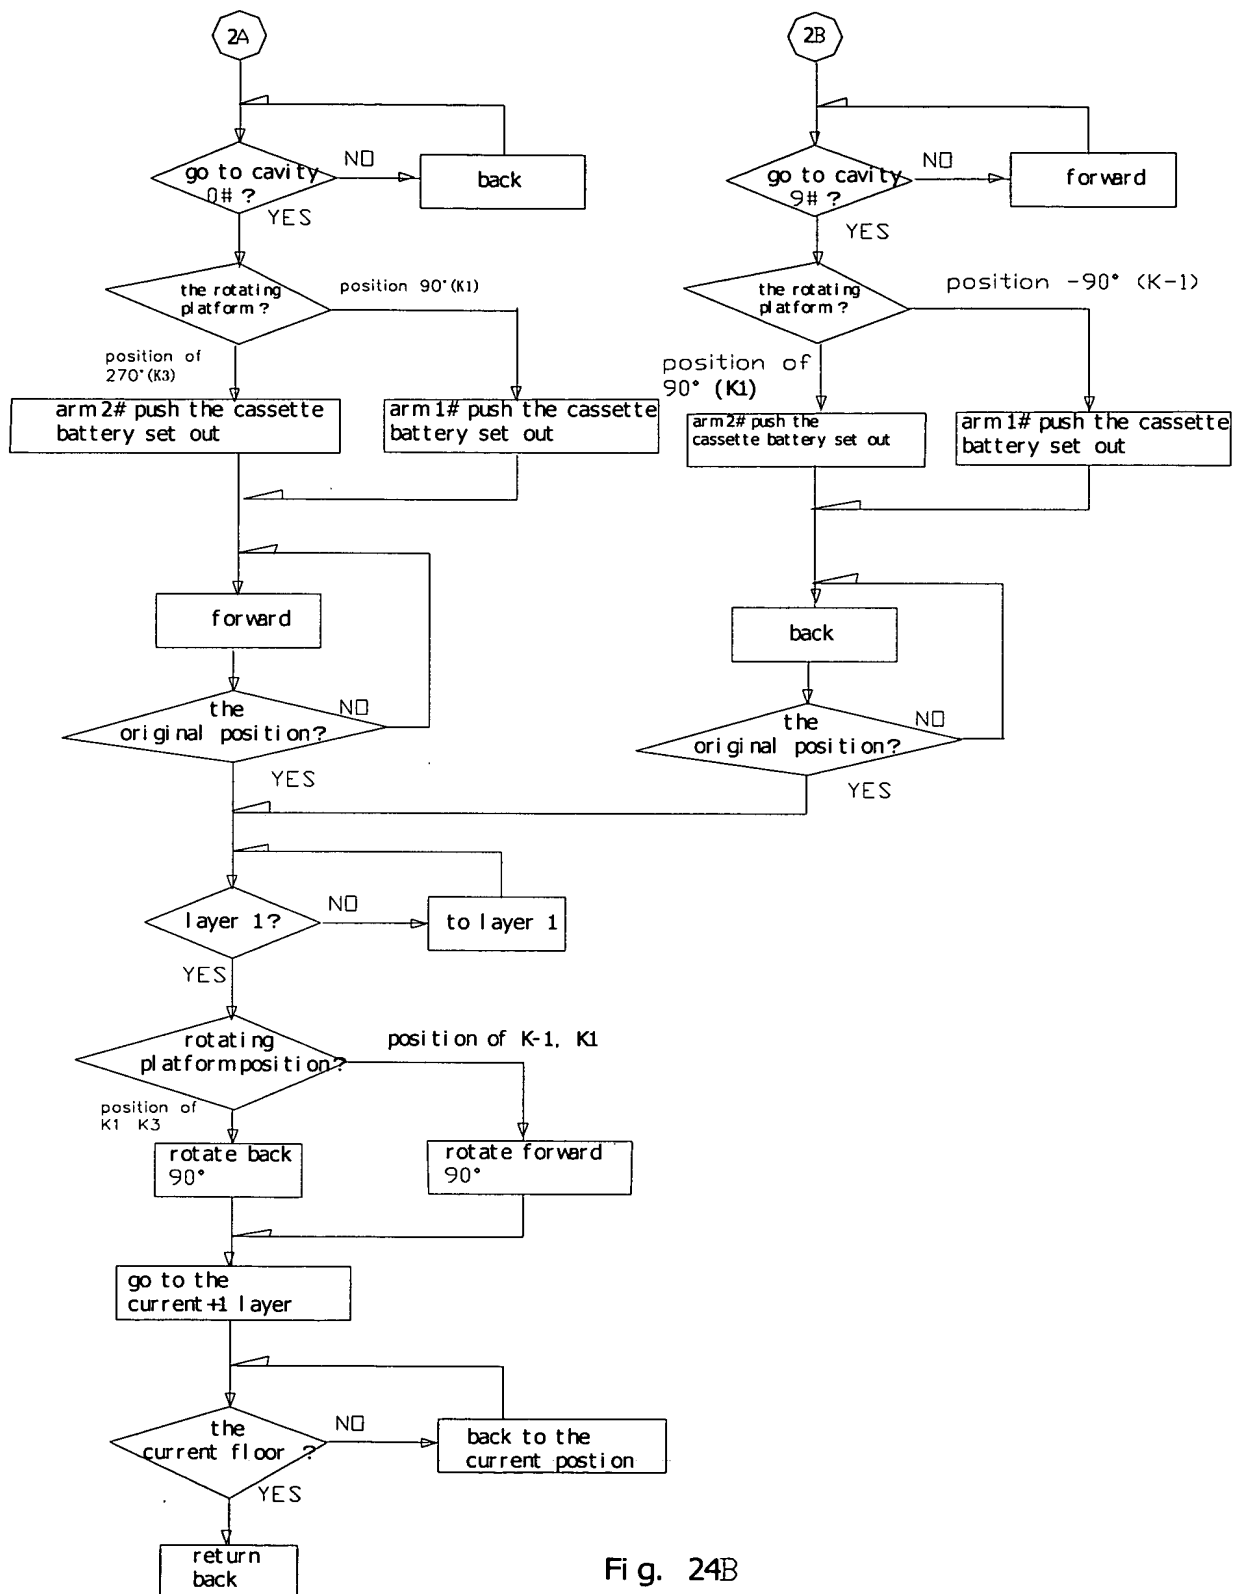 2A
2B
go to cavity
0# ?
NO
back
YES
go to cavity
9# ?
NO
forward
YES
the rotating
platform ?
position 90° (K1)
position of
270° (K3)
the rotating
platform ?
position -90° (K-1)
position of
90° (K1)
arm 2# push the cassette
battery set out
arm 1# push the cassette
battery set out
arm 2# push the
cassette battery set out
arm 1# push the cassette
battery set out
forward
back
the
original position?
NO
YES
the
original position?
NO
YES
layer 1?
NO
to layer 1
YES
rotating
platform position?
position of K-1, K1
position of
K1 K3
rotate back
90°
rotate forward
90°
go to the
current+1 layer
the
current floor ?
NO
back to the
current postion
YES
return
back
Fig. 24B